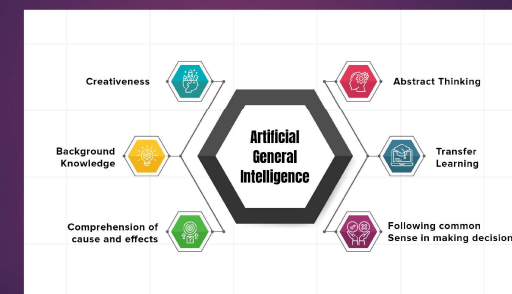 Creativeness
Abstract Thinking
Artificial
General
Intelligence
Background
Knowledge
Transfer
Learning
Comprehension of
cause and effects
Following common
Sense in making decision